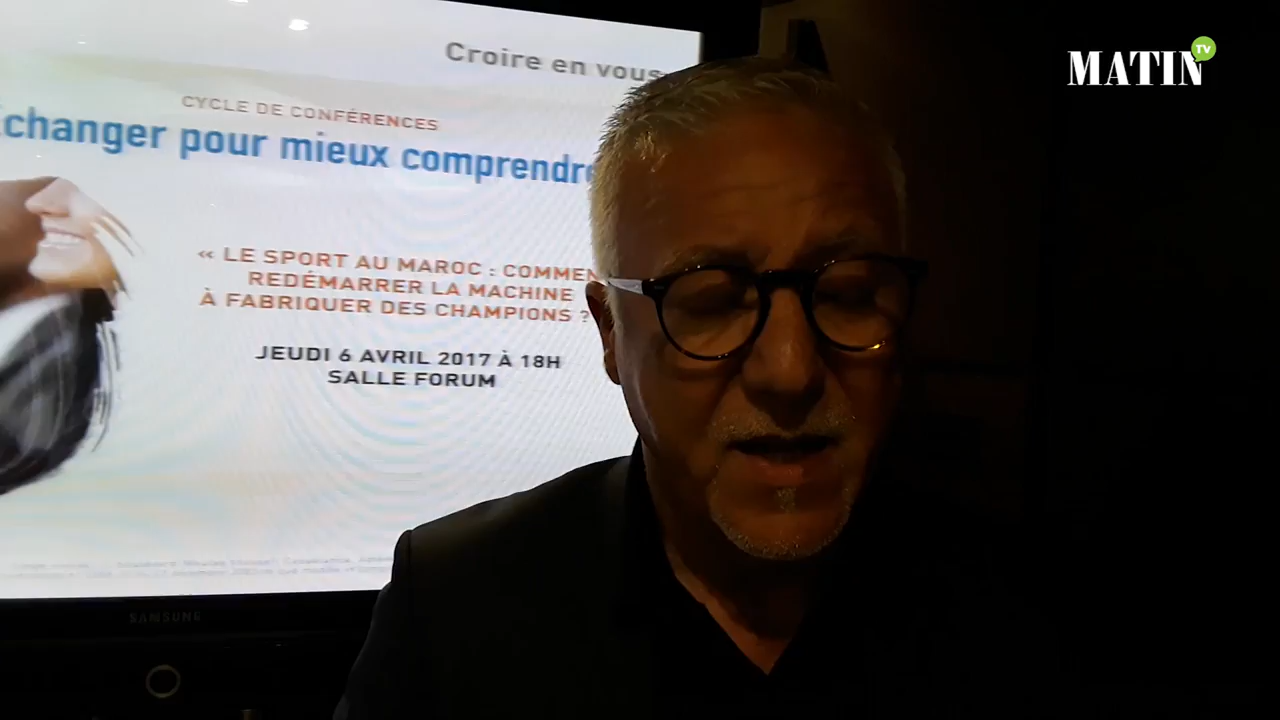 Croire en vous
MATIN TV
CYCLE DE CONFÉRENCES
Échanger pour mieux comprendre
« LE SPORT AU MAROC : COMMEN
REDÉMARRER LA MACHINE
À FABRIQUER DES CHAMPIONS ?
JEUDI 6 AVRIL 2017 À 18H
SALLE FORUM
SAMSUNG